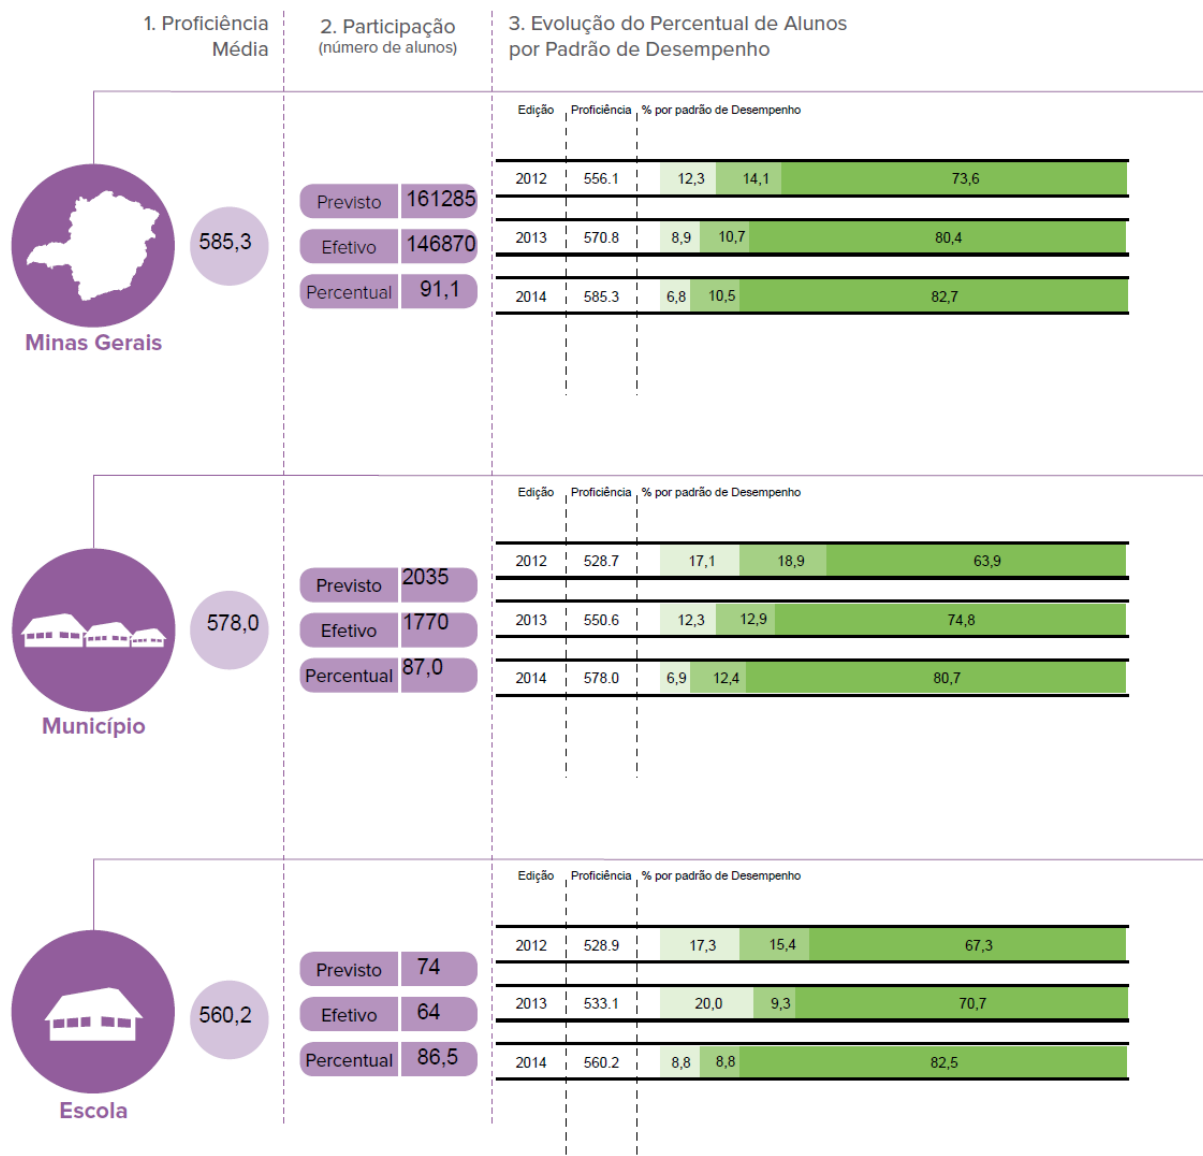 1. Proficiência
Média
2. Participação
(número de alunos)
3. Evolução do Percentual de Alunos
por Padrão de Desempenho
Edição Proficiência % por padrão de Desempenho
2012 556.1 12,3 14,1 73,6
2013 570.8 8,9 10,7 80,4
2014 585.3 6,8 10,5 82,7
585,3
Previsto 161285
Efetivo 146870
Percentual 91,1
Minas Gerais
Edição Proficiência % por padrão de Desempenho
2012 528.7 17,1 18,9 63,9
2013 550.6 12,3 12,9 74,8
2014 578.0 6,9 12,4 80,7
578,0
Previsto 2035
Efetivo 1770
Percentual 87,0
Município
Edição Proficiência % por padrão de Desempenho
2012 528.9 17,3 15,4 67,3
2013 533.1 20,0 9,3 70,7
2014 560.2 8,8 8,8 82,5
560,2
Previsto 74
Efetivo 64
Percentual 86,5
Escola